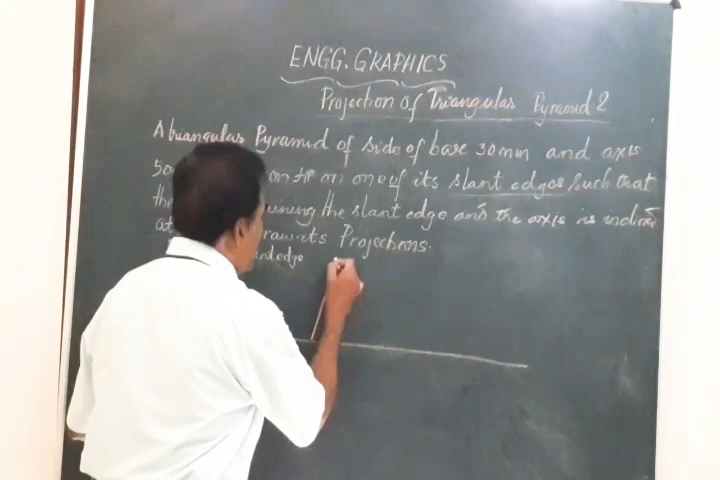 ENGG. GRAPHICS
Projection of Triangular Pyramid 2
A triangular Pyramid of side of base 30mm and axis
50 on HP on one of its slant edges such that
the the slant edge and the axis is inclined
at its Projections.
edge